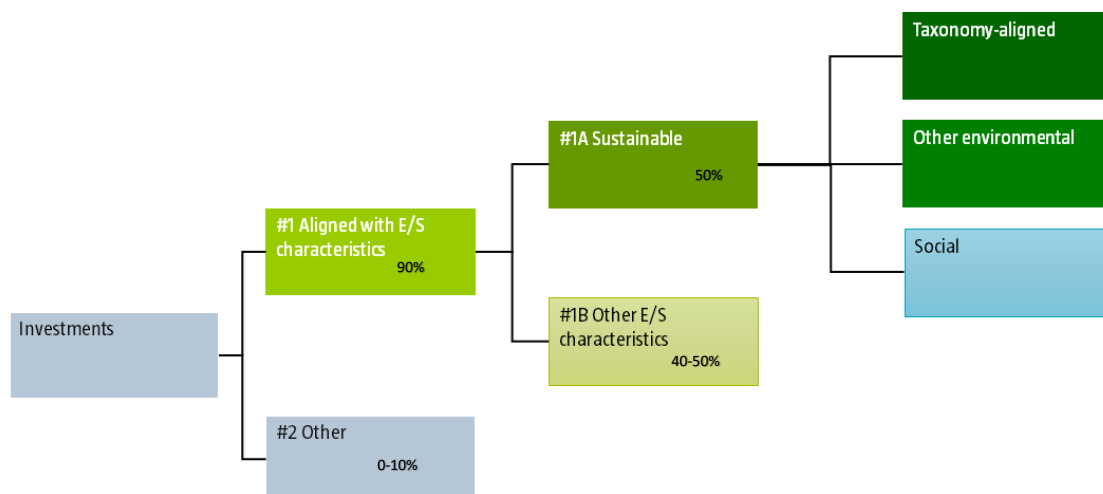 Investments
#1 Aligned with E/S
characteristics
90%
#2 Other
0-10%
#1A Sustainable
50%
#1B Other E/S
characteristics
40-50%
Taxonomy-aligned
Other environmental
Social